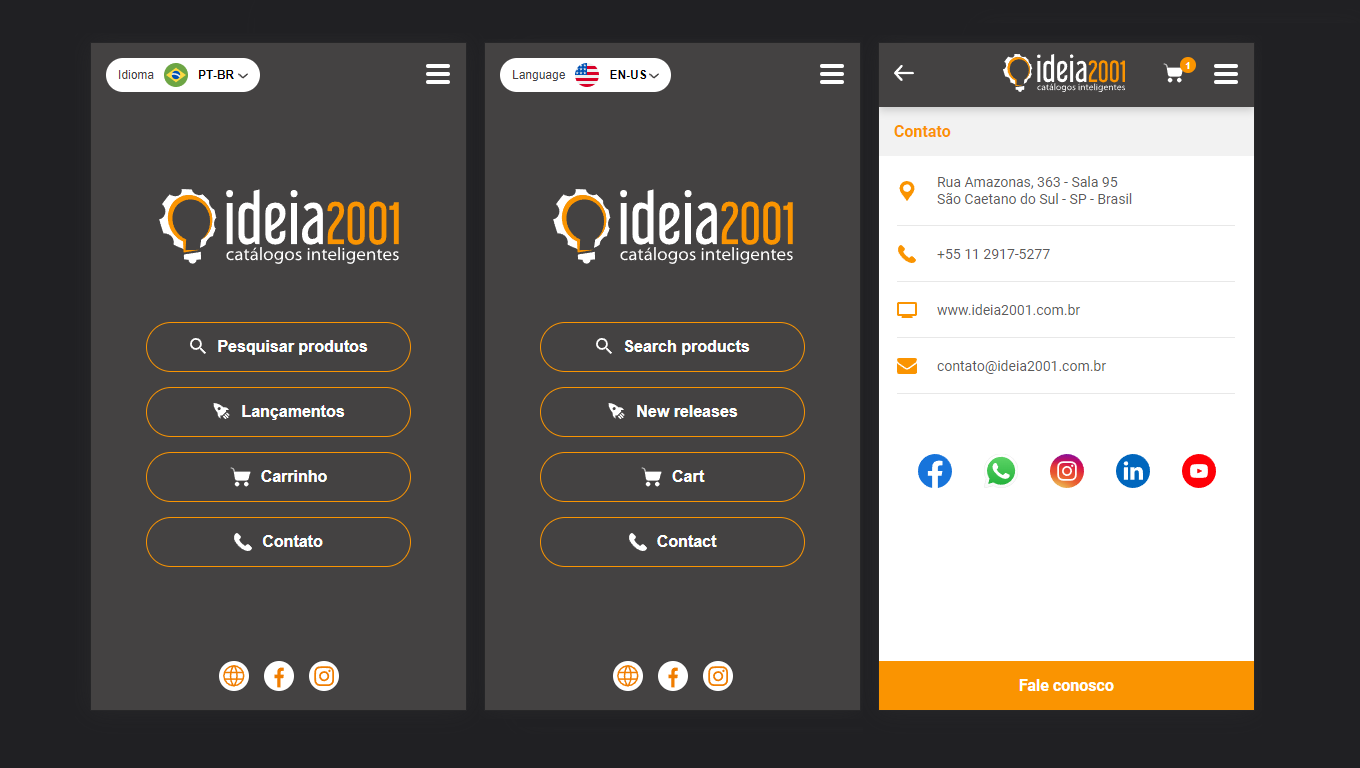 Idioma PT-BR
ideia2001
catálogos inteligentes
Pesquisar produtos
Lançamentos
Carrinho
Contato
Language EN-US
ideia2001
catálogos inteligentes
Search products
New releases
Cart
Contact
ideia2001
catálogos inteligentes
1
Contato
Rua Amazonas, 363 - Sala 95
São Caetano do Sul - SP - Brasil
+55 11 2917-5277
www.ideia2001.com.br
contato@ideia2001.com.br
Fale conosco